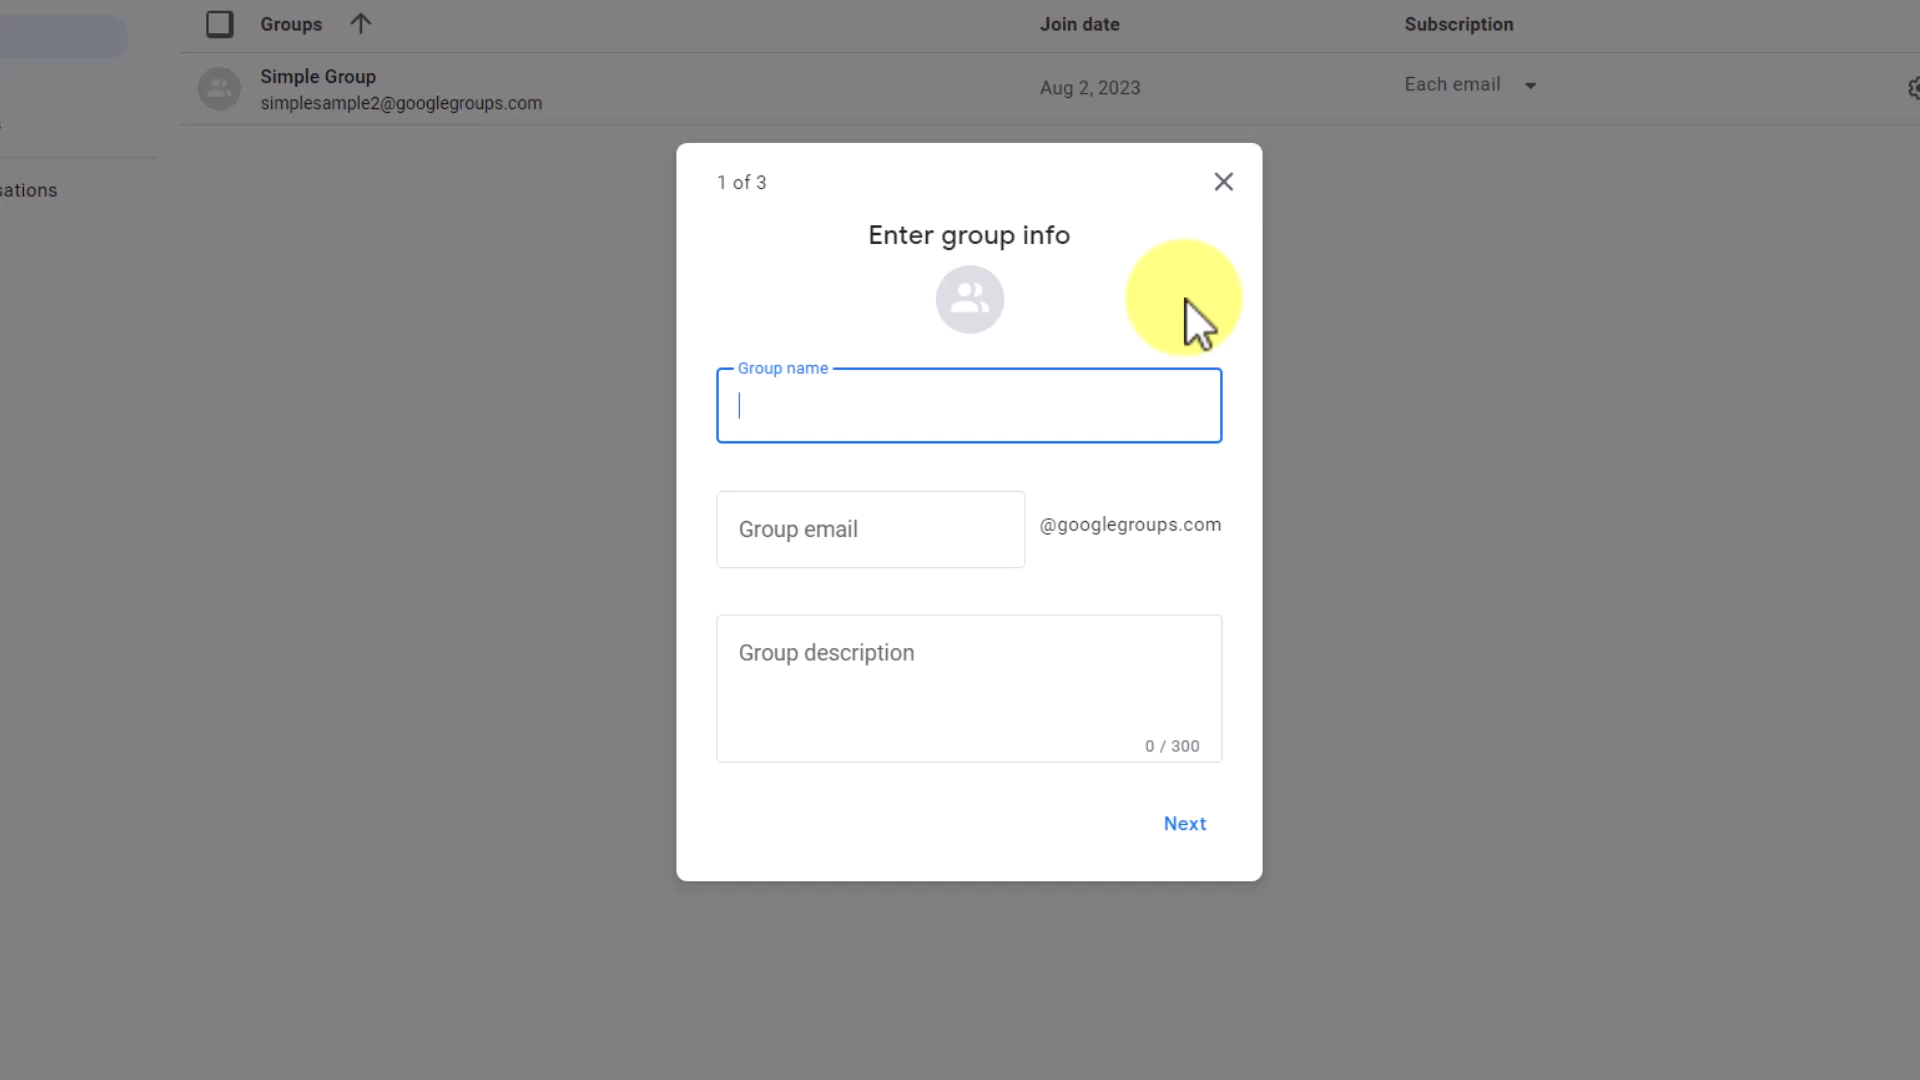 Groups Join date Subscription
Simple Group
simplesample2@googlegroups.com
Aug 2, 2023
Each email
sations
1 of 3
Enter group info
Group name
Group email
@googlegroups.com
Group description
0 / 300
Next